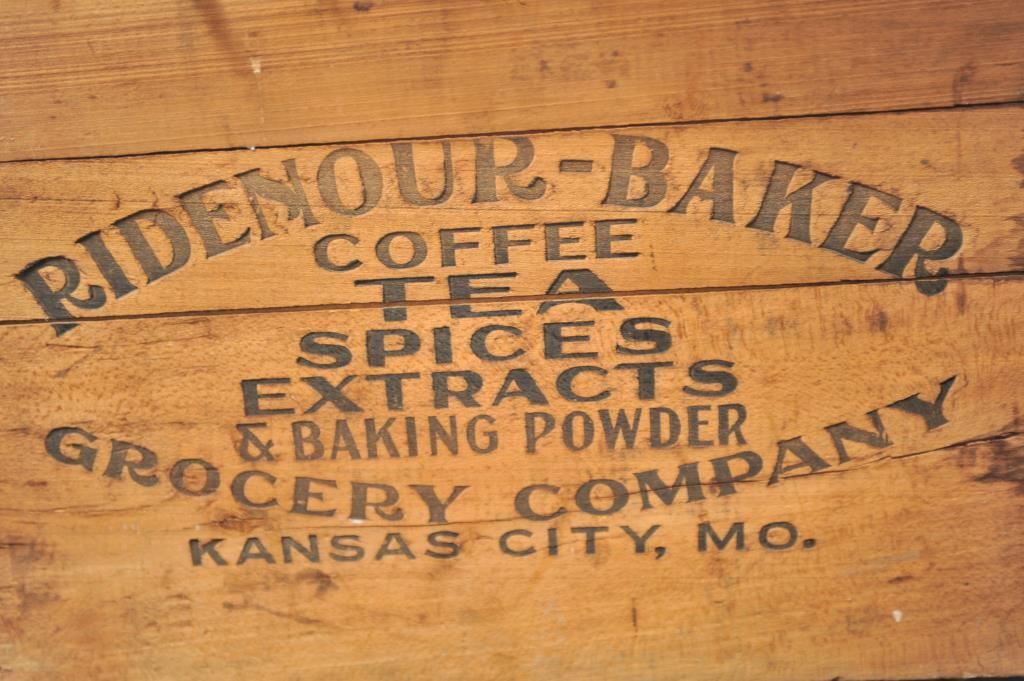 RIDENOUR-BAKER
COFFEE
TEA
SPICES
EXTRACTS
& BAKING POWDER
GROCERY COMPANY
KANSAS CITY, MO.